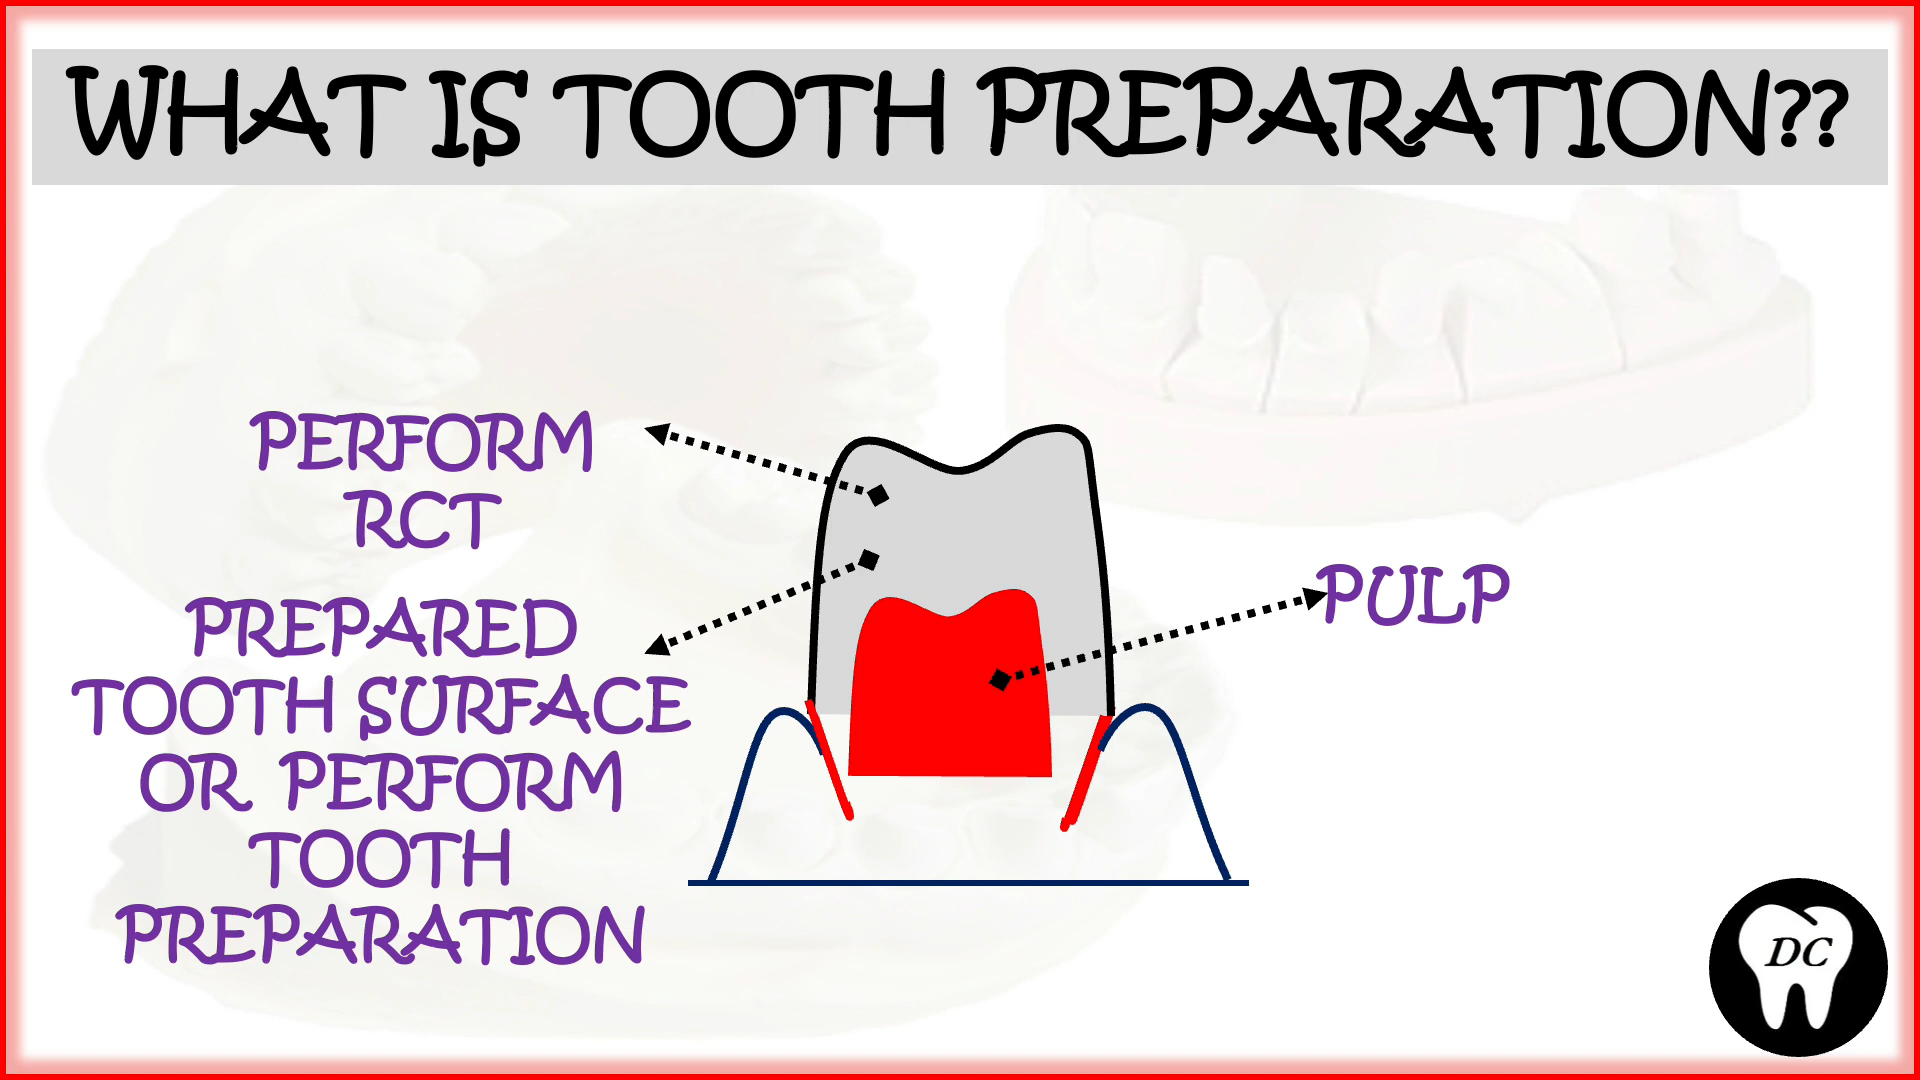 WHAT IS TOOTH PREPARATION??
PERFORM
RCT
PREPARED
TOOTH SURFACE
OR PERFORM
TOOTH
PREPARATION
PULP
DC